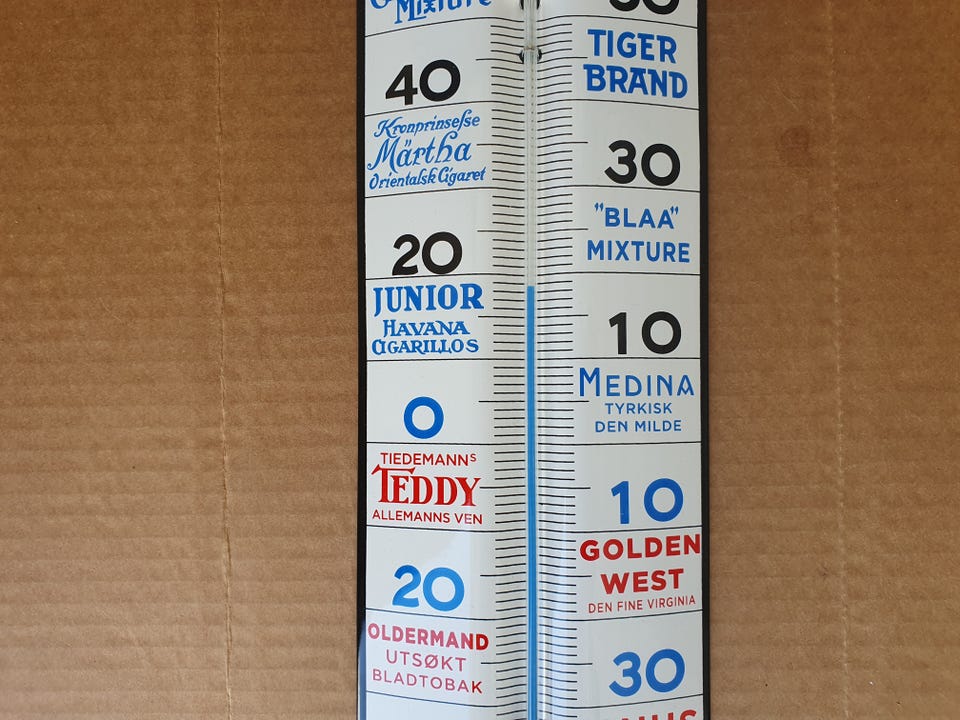 MIXTURE
40
Kronprinsesse
Märtha
Orientalsk Cigaret
20
JUNIOR
HAVANA
CIGARILLOS
0
TIEDEMANNS
TEDDY
ALLEMANNS VEN
20
OLDERMAND
UTSØKT
BLADTOBAK
TIGER
BRAND
30
"BLAA"
MIXTURE
10
MEDINA
TYRKISK
DEN MILDE
10
GOLDEN
WEST
DEN FINE VIRGINIA
30